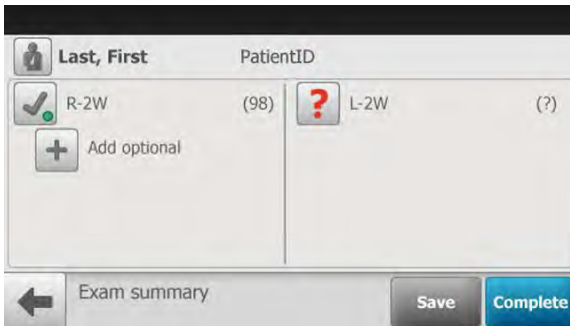 Last, First PatientID
R-2W (98)
? L-2W (?)
Add optional
Exam summary
Save Complete